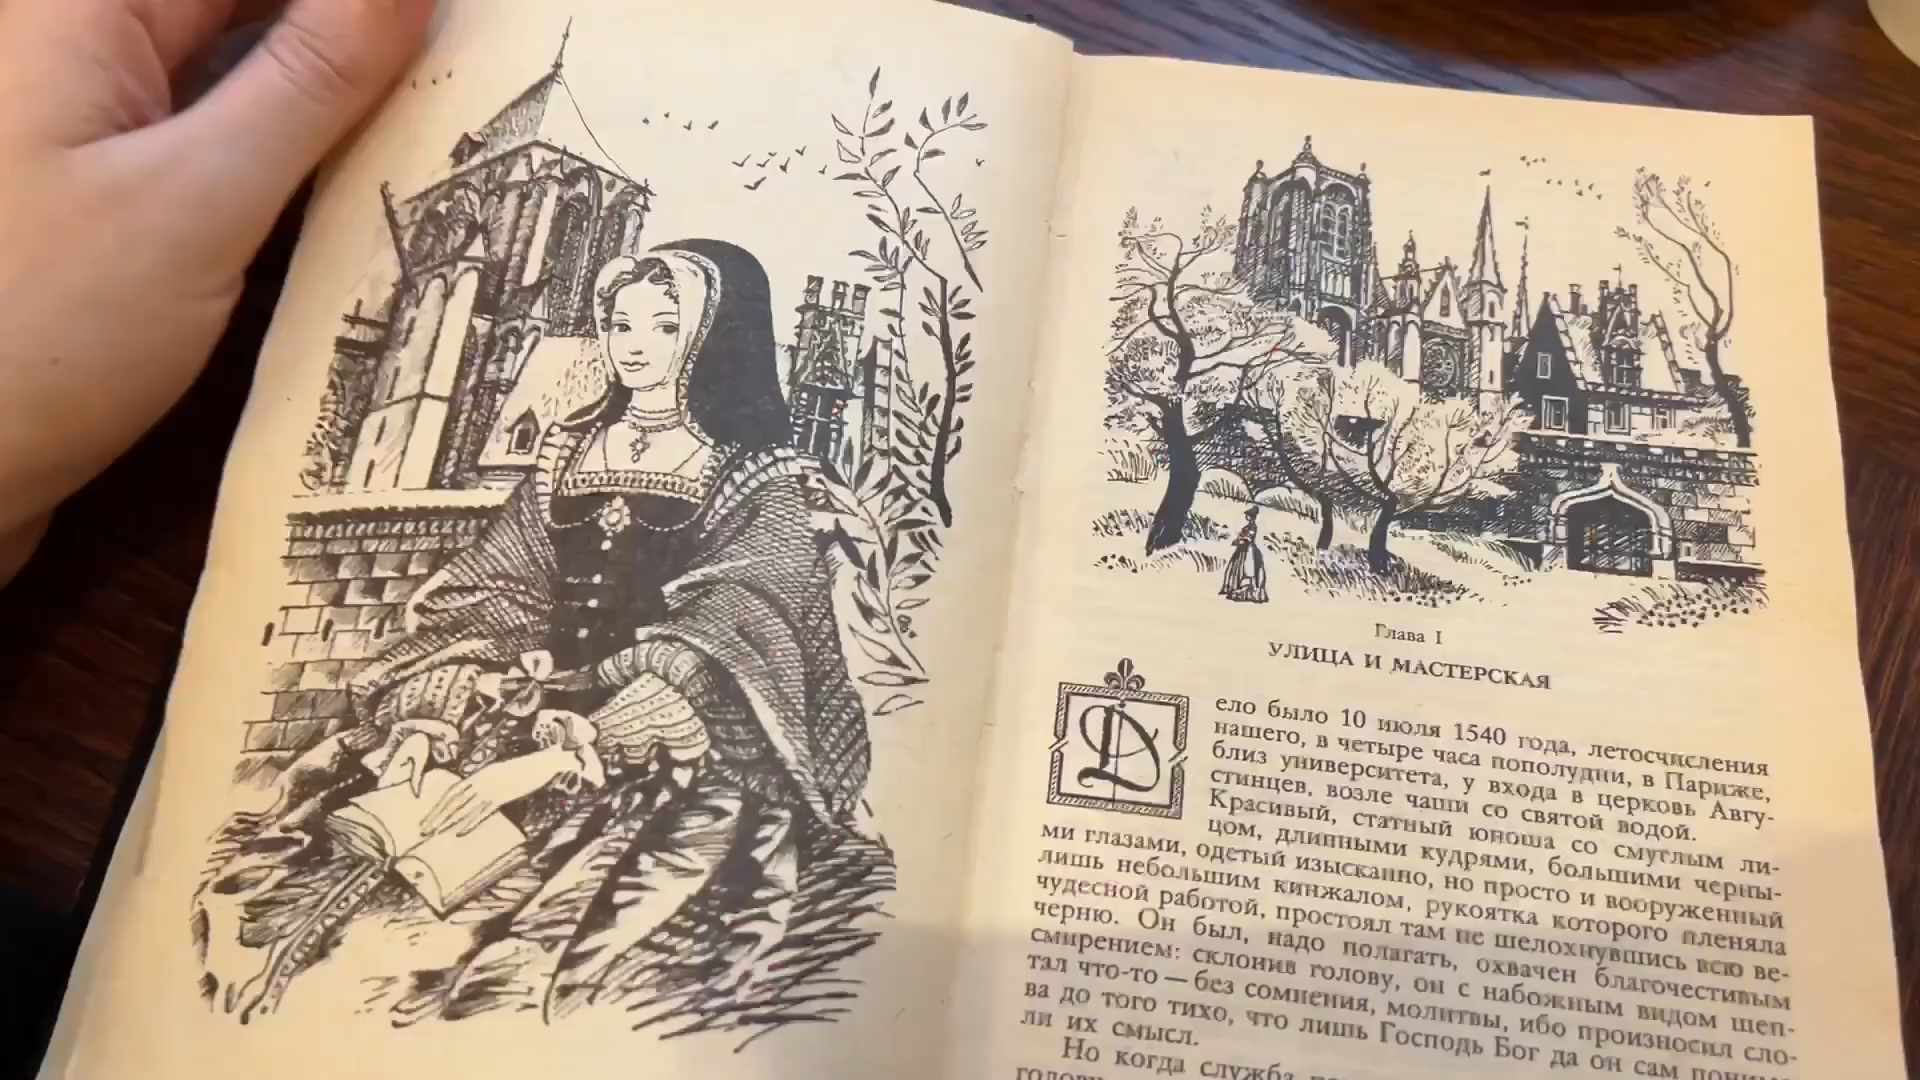 Глава I
УЛИЦА И МАСТЕРСКАЯ
Дело было 10 июля 1540 года, летосчисления
нашего, в четыре часа пополудни, в Париже,
близ университета, у входа в церковь Авгу-
стинцев, возле чаши со святой водой.
Красивый, статный юноша со смуглым ли-
цом, длинными кудрями, большими черны-
ми глазами, одетый изысканно, но просто и вооруженный
лишь небольшим кинжалом, рукоятка которого пленяла
чудесной работой, простоял там не шелохнувшись всю ве-
черню. Он был, надо полагать, охвачен благочестивым
смирением: склонив голову, он с набожным видом шеп-
тал что-то — без сомнения, молитвы, ибо произносил сло-
ва до того тихо, что лишь Господь Бог да он сам понима-
ли их смысл.
Но когда служба